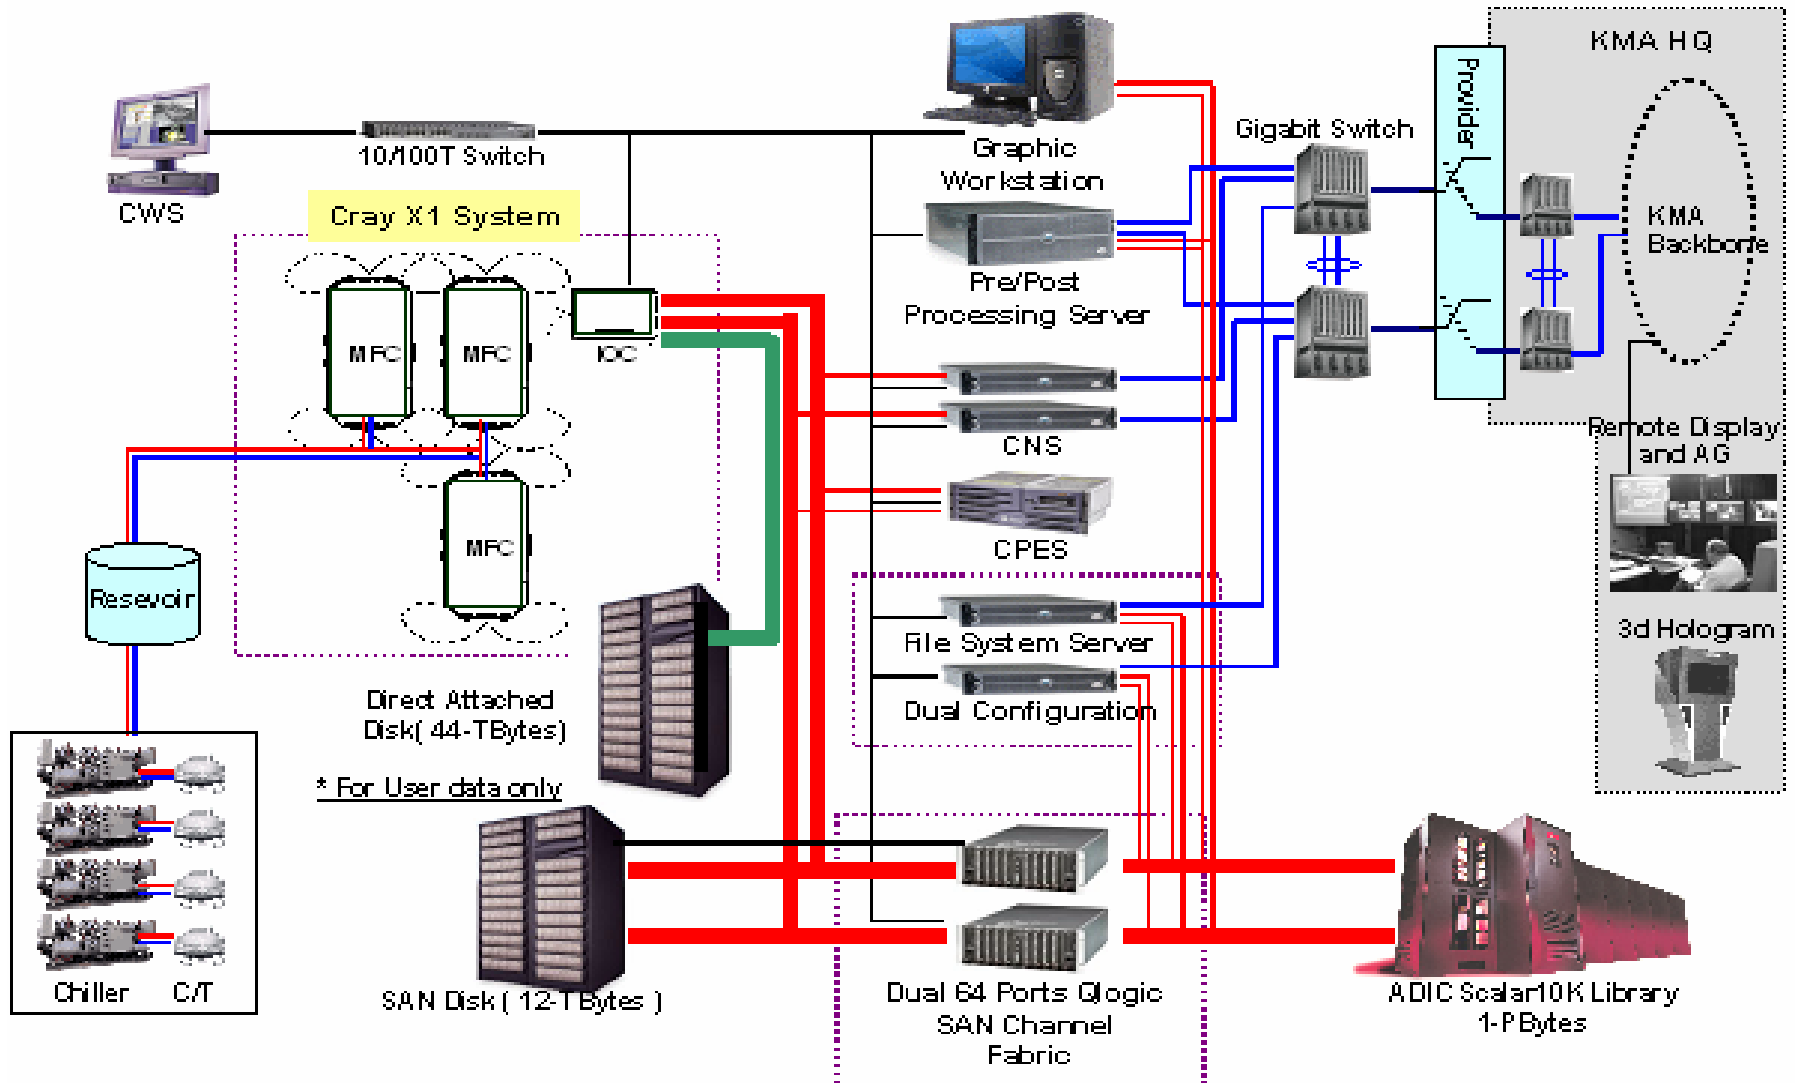 KMA HQ
Provider
Gigabit Switch
10/100T Switch
Graphic
Workstation
CWS
Cray X1 System
KMA
Backbone
Pre/Post
Processing Server
MFC
MFC
IOC
Remote Display
and AG
CNS
MFC
CPES
Resevoir
3d Hologram
File System Server
Direct Attached
Disk( 44-TBytes)
Dual Configuration
* For User data only
Chiller
C/T
SAN Disk ( 12-TBytes )
Dual 64 Ports Qlogic
SAN Channel
Fabric
ADIC Scalar10K Library
1-PBytes